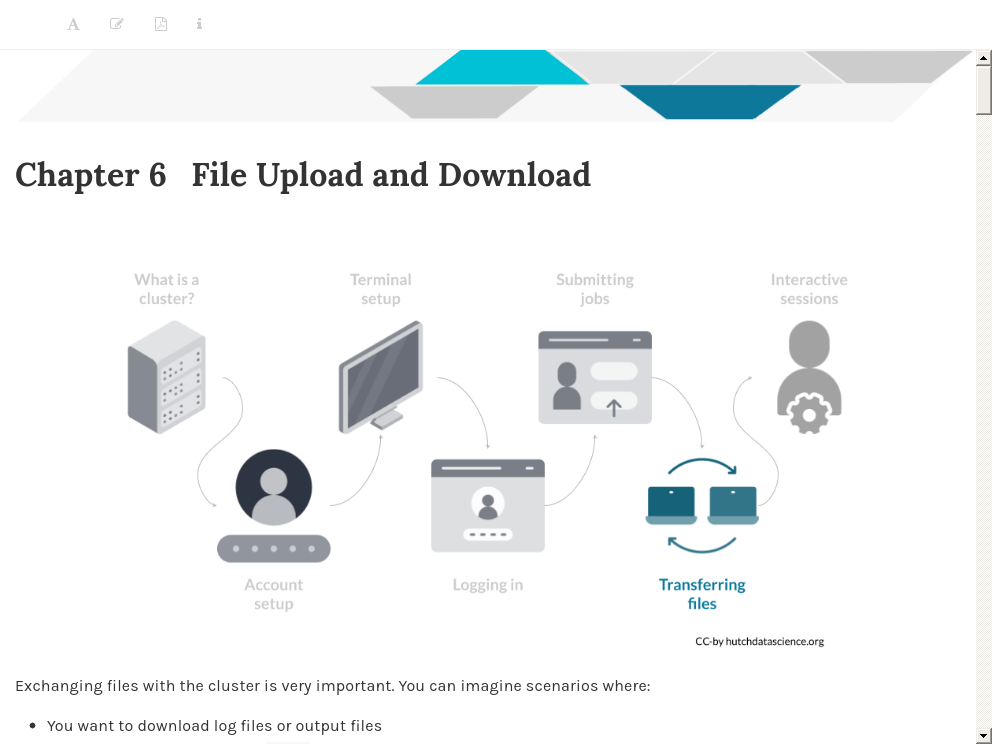 Chapter 6 File Upload and Download
What is a
cluster?
Terminal
setup
Submitting
jobs
Interactive
sessions
Account
setup
Logging in
Transferring
files
CC-by hutchdatascience.org
Exchanging files with the cluster is very important. You can imagine scenarios where:
• You want to download log files or output files